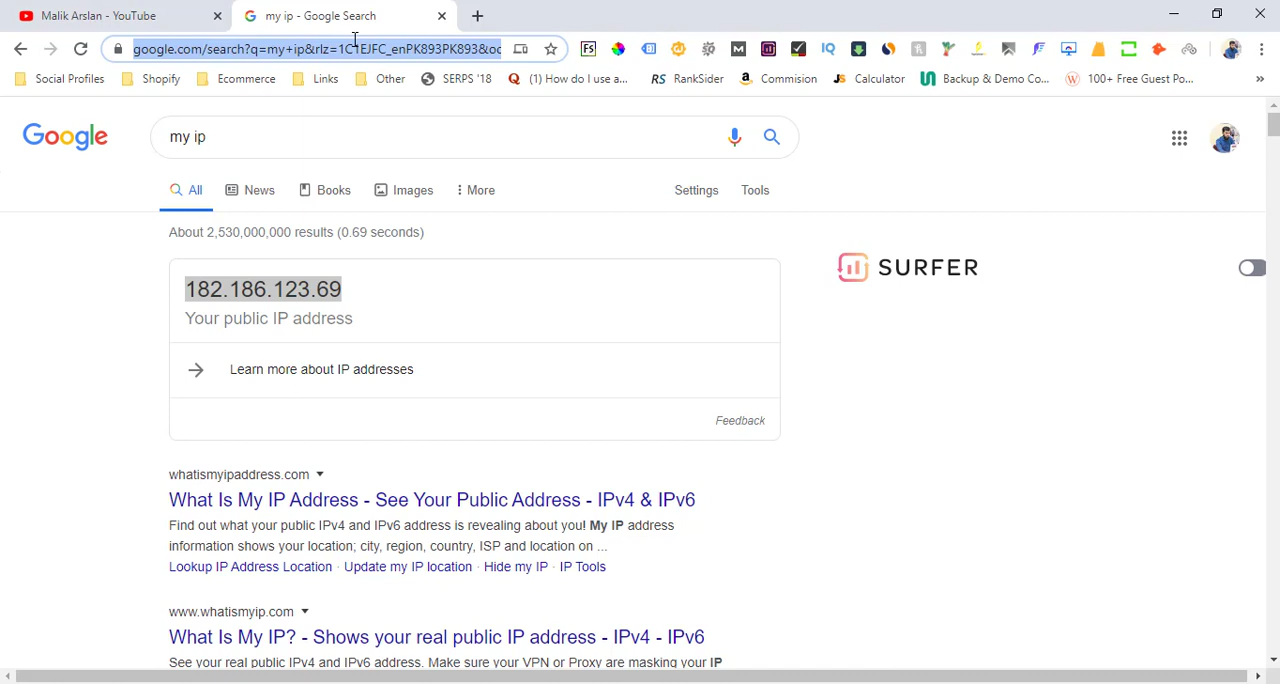 Malik Arslan - YouTube
my ip - Google Search
google.com/search?q=my+ip&rlz=1C1EJFC_enPK893PK893&oc
Social Profiles
Shopify
Ecommerce
Links
Other
SERPS '18
(1) How do I use a...
RankSider
Commision
Calculator
Backup & Demo Co...
100+ Free Guest Po...
Google
my ip
All
News
Books
Images
More
Settings
Tools
About 2,530,000,000 results (0.69 seconds)
182.186.123.69
Your public IP address
Learn more about IP addresses
Feedback
SURFER
whatismyipaddress.com
What Is My IP Address - See Your Public Address - IPv4 & IPv6
Find out what your public IPv4 and IPv6 address is revealing about you! My IP address
information shows your location; city, region, country, ISP and location on ...
Lookup IP Address Location · Update my IP location · Hide my IP · IP Tools
www.whatismyip.com
What Is My IP? - Shows your real public IP address - IPv4 - IPv6
See your real public IPv4 and IPv6 address. Make sure your VPN or Proxy are masking your IP